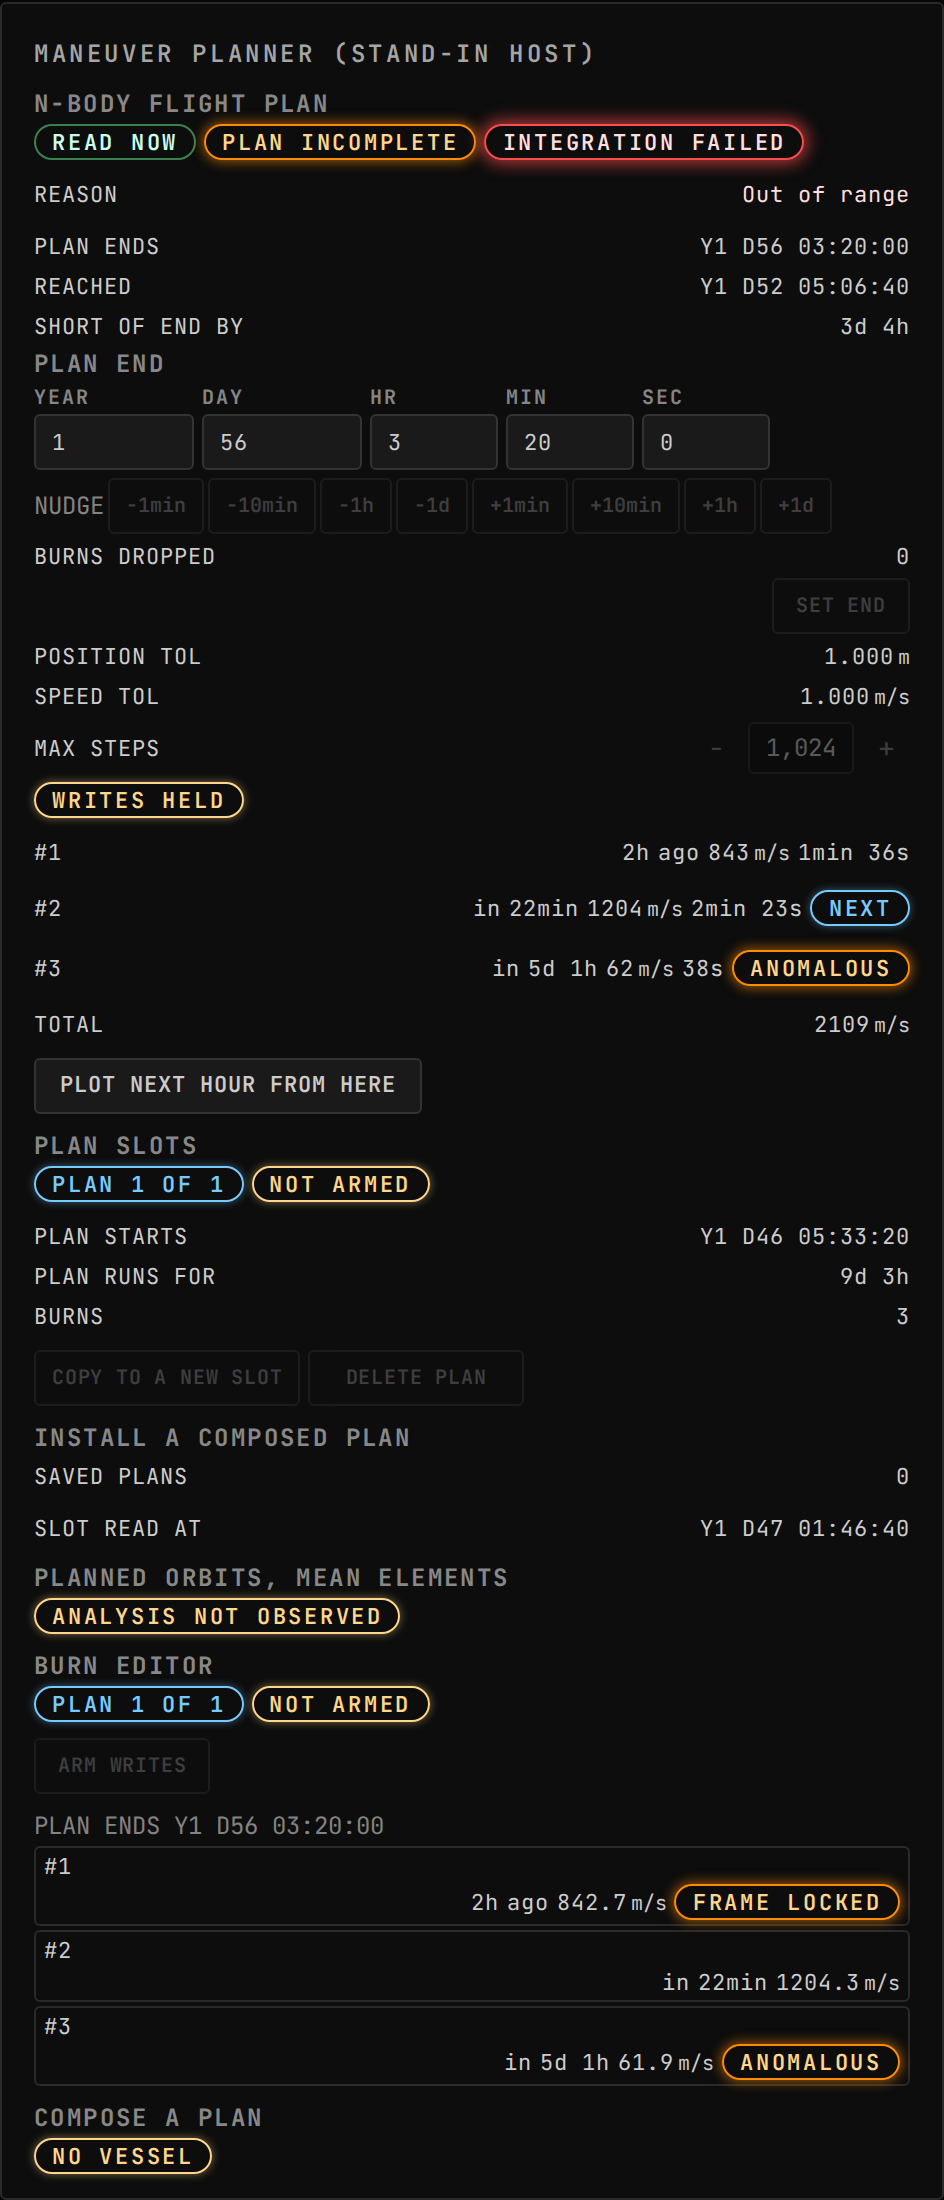 MANEUVER PLANNER (STAND-IN HOST)
N-BODY FLIGHT PLAN
READ NOW PLAN INCOMPLETE INTEGRATION FAILED
REASON Out of range
PLAN ENDS Y1 D56 03:20:00
REACHED Y1 D52 05:06:40
SHORT OF END BY 3d 4h
PLAN END
YEAR DAY HR MIN SEC
1 56 3 20 0
NUDGE -1min -10min -1h -1d +1min +10min +1h +1d
BURNS DROPPED 0
SET END
POSITION TOL 1.000 m
SPEED TOL 1.000 m/s
MAX STEPS - 1,024 +
WRITES HELD
#1 2h ago 843 m/s 1min 36s
#2 in 22min 1204 m/s 2min 23s NEXT
#3 in 5d 1h 62 m/s 38s ANOMALOUS
TOTAL 2109 m/s
PLOT NEXT HOUR FROM HERE
PLAN SLOTS
PLAN 1 OF 1 NOT ARMED
PLAN STARTS Y1 D46 05:33:20
PLAN RUNS FOR 9d 3h
BURNS 3
COPY TO A NEW SLOT DELETE PLAN
INSTALL A COMPOSED PLAN
SAVED PLANS 0
SLOT READ AT Y1 D47 01:46:40
PLANNED ORBITS, MEAN ELEMENTS
ANALYSIS NOT OBSERVED
BURN EDITOR
PLAN 1 OF 1 NOT ARMED
ARM WRITES
PLAN ENDS Y1 D56 03:20:00
#1
2h ago 842.7 m/s FRAME LOCKED
#2
in 22min 1204.3 m/s
#3
in 5d 1h 61.9 m/s ANOMALOUS
COMPOSE A PLAN
NO VESSEL